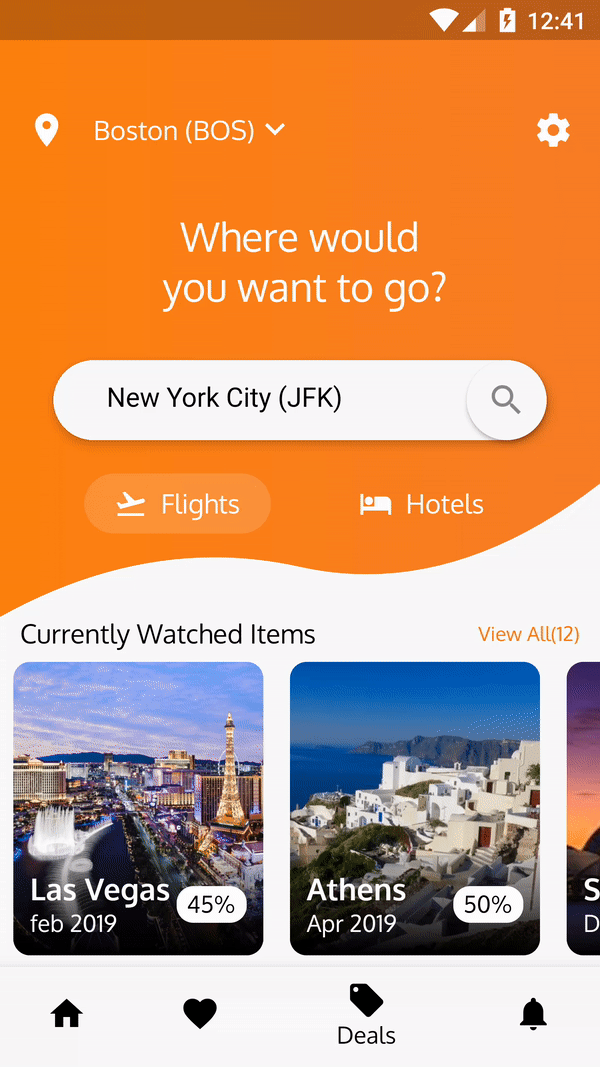 12:41
Boston (BOS)
Where would
you want to go?
New York City (JFK)
Flights
Hotels
Currently Watched Items
View All(12)
Las Vegas
feb 2019
45%
Athens
Apr 2019
50%
S
D
Deals